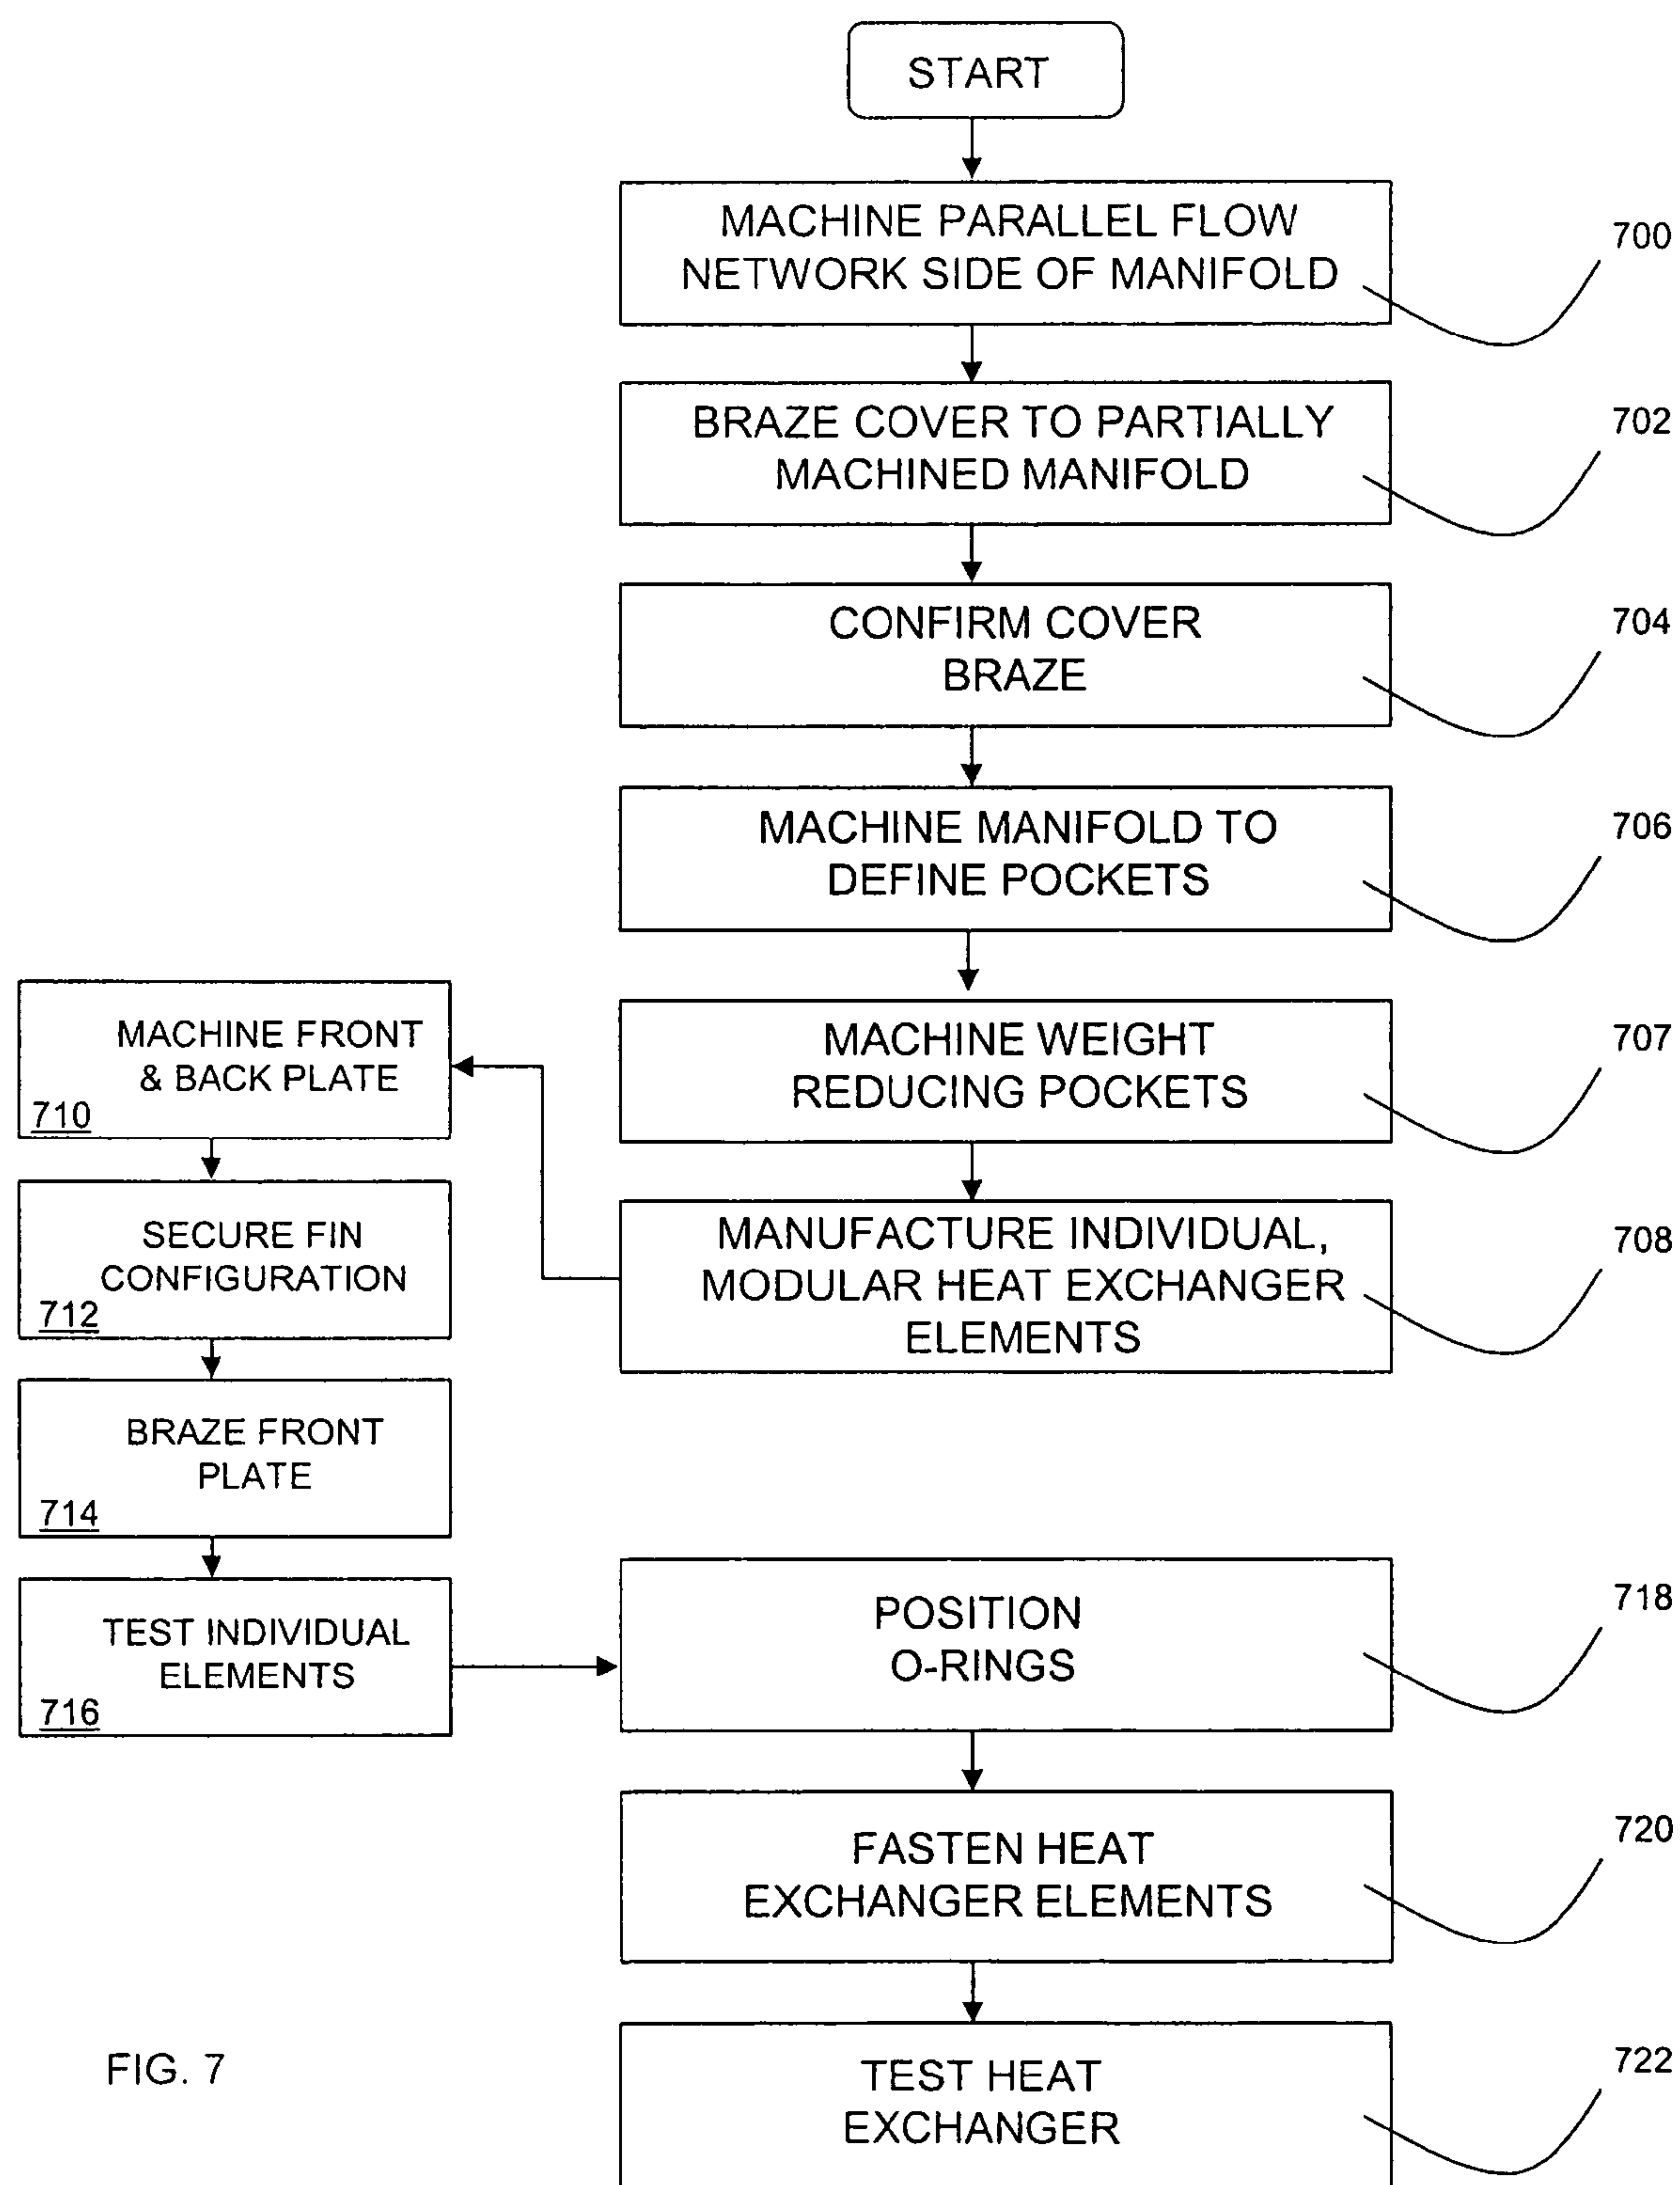 START
MACHINE PARALLEL FLOW
NETWORK SIDE OF MANIFOLD
700
BRAZE COVER TO PARTIALLY
MACHINED MANIFOLD
702
CONFIRM COVER
BRAZE
704
MACHINE MANIFOLD TO
DEFINE POCKETS
706
MACHINE WEIGHT
REDUCING POCKETS
707
MANUFACTURE INDIVIDUAL,
MODULAR HEAT EXCHANGER
ELEMENTS
708
MACHINE FRONT
& BACK PLATE
710
SECURE FIN
CONFIGURATION
712
BRAZE FRONT
PLATE
714
TEST INDIVIDUAL
ELEMENTS
716
POSITION
O-RINGS
718
FASTEN HEAT
EXCHANGER ELEMENTS
720
TEST HEAT
EXCHANGER
722
FIG. 7